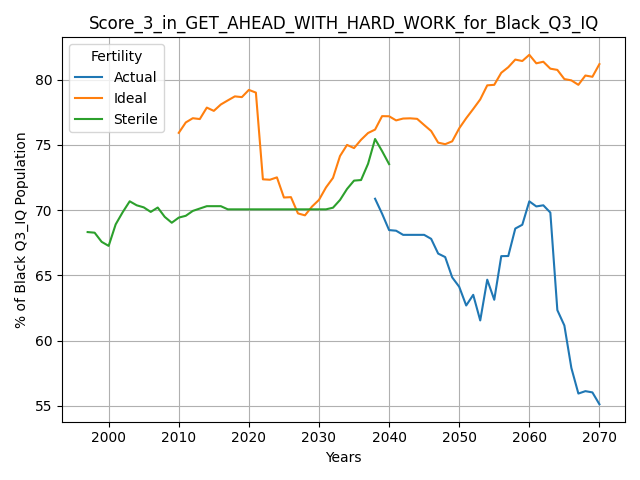 Score_3_in_GET_AHEAD_WITH_HARD_WORK_for_Black_Q3_IQ
Fertility
Actual
Ideal
Sterile
% of Black Q3_IQ Population
80
75
70
65
60
55
2000
2010
2020
2030
2040
2050
2060
2070
Years